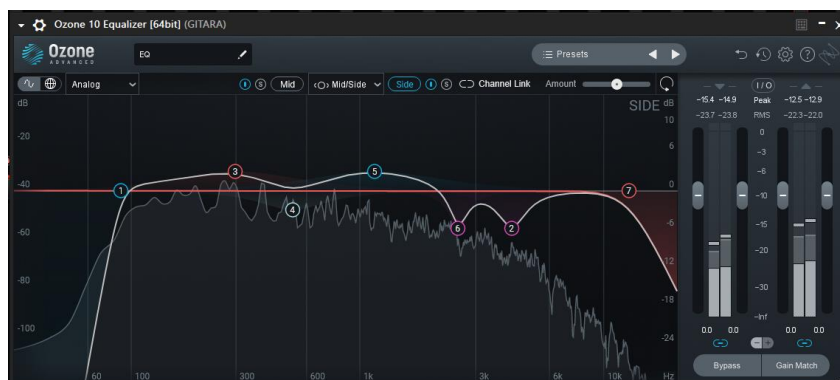 Ozone 10 Equalizer [64bit] (GITARA)
Ozone
ADVANCED
EQ
Presets
Analog
S
Mid
Mid/Side
Side
S
Channel Link
Amount
dB
SIDE dB
-20
-40
-60
-80
-100
10
6
0
-6
-12
-18
-24
1
3
4
5
6
2
7
60
100
300
600
1k
3k
6k
10k
Hz
I / O
-15.4 -14.9
Peak
-12.5 -12.9
-23.7 -23.8
RMS
-22.3 -22.0
0
-3
-6
-10
-15
-20
-30
-Inf
0.0 0.0
0.0 0.0
Bypass
Gain Match